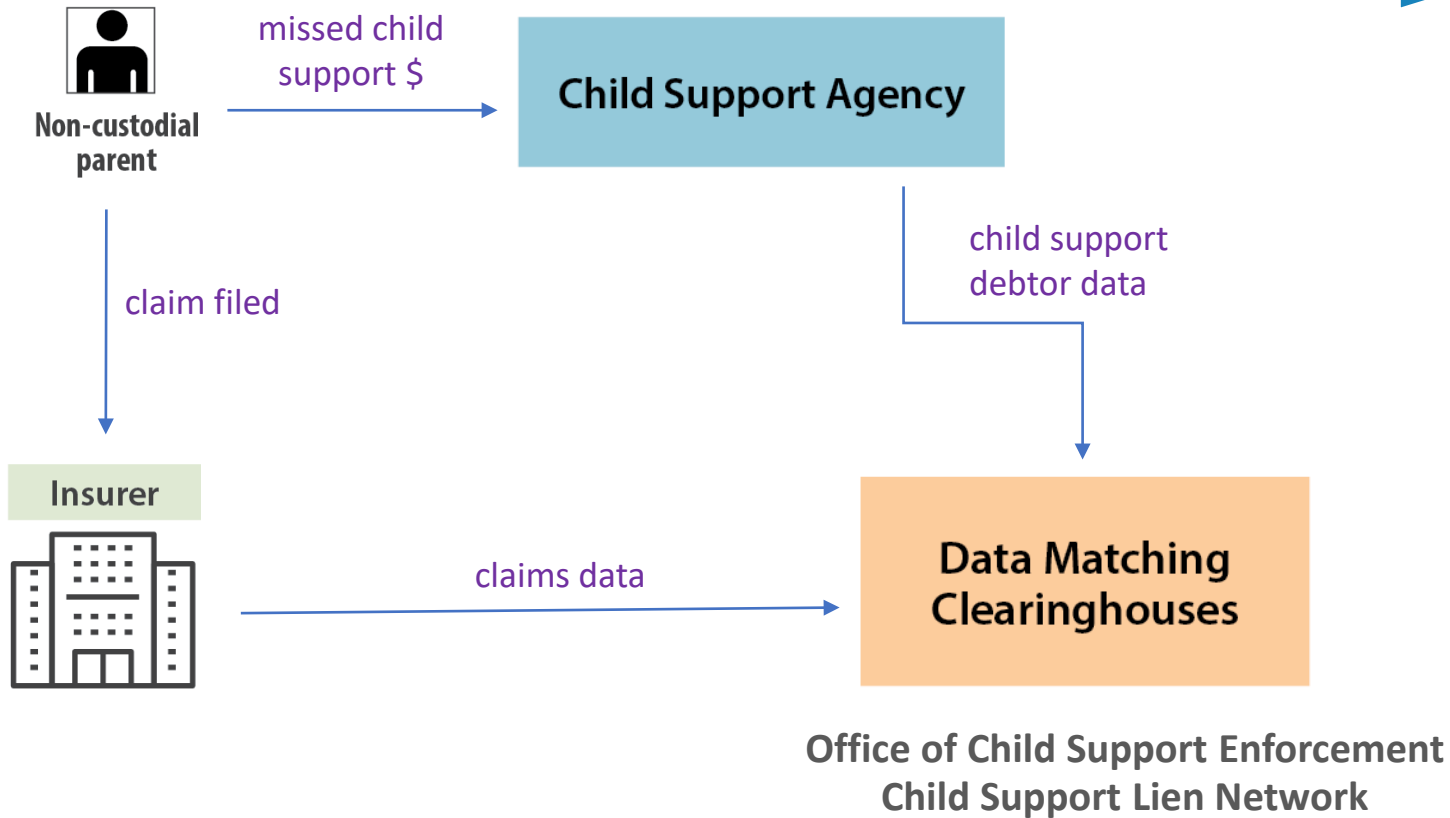 missed child
support $
Child Support Agency
Non-custodial
parent
child support
debtor data
claim filed
Insurer
claims data
Data Matching
Clearinghouses
Office of Child Support Enforcement
Child Support Lien Network